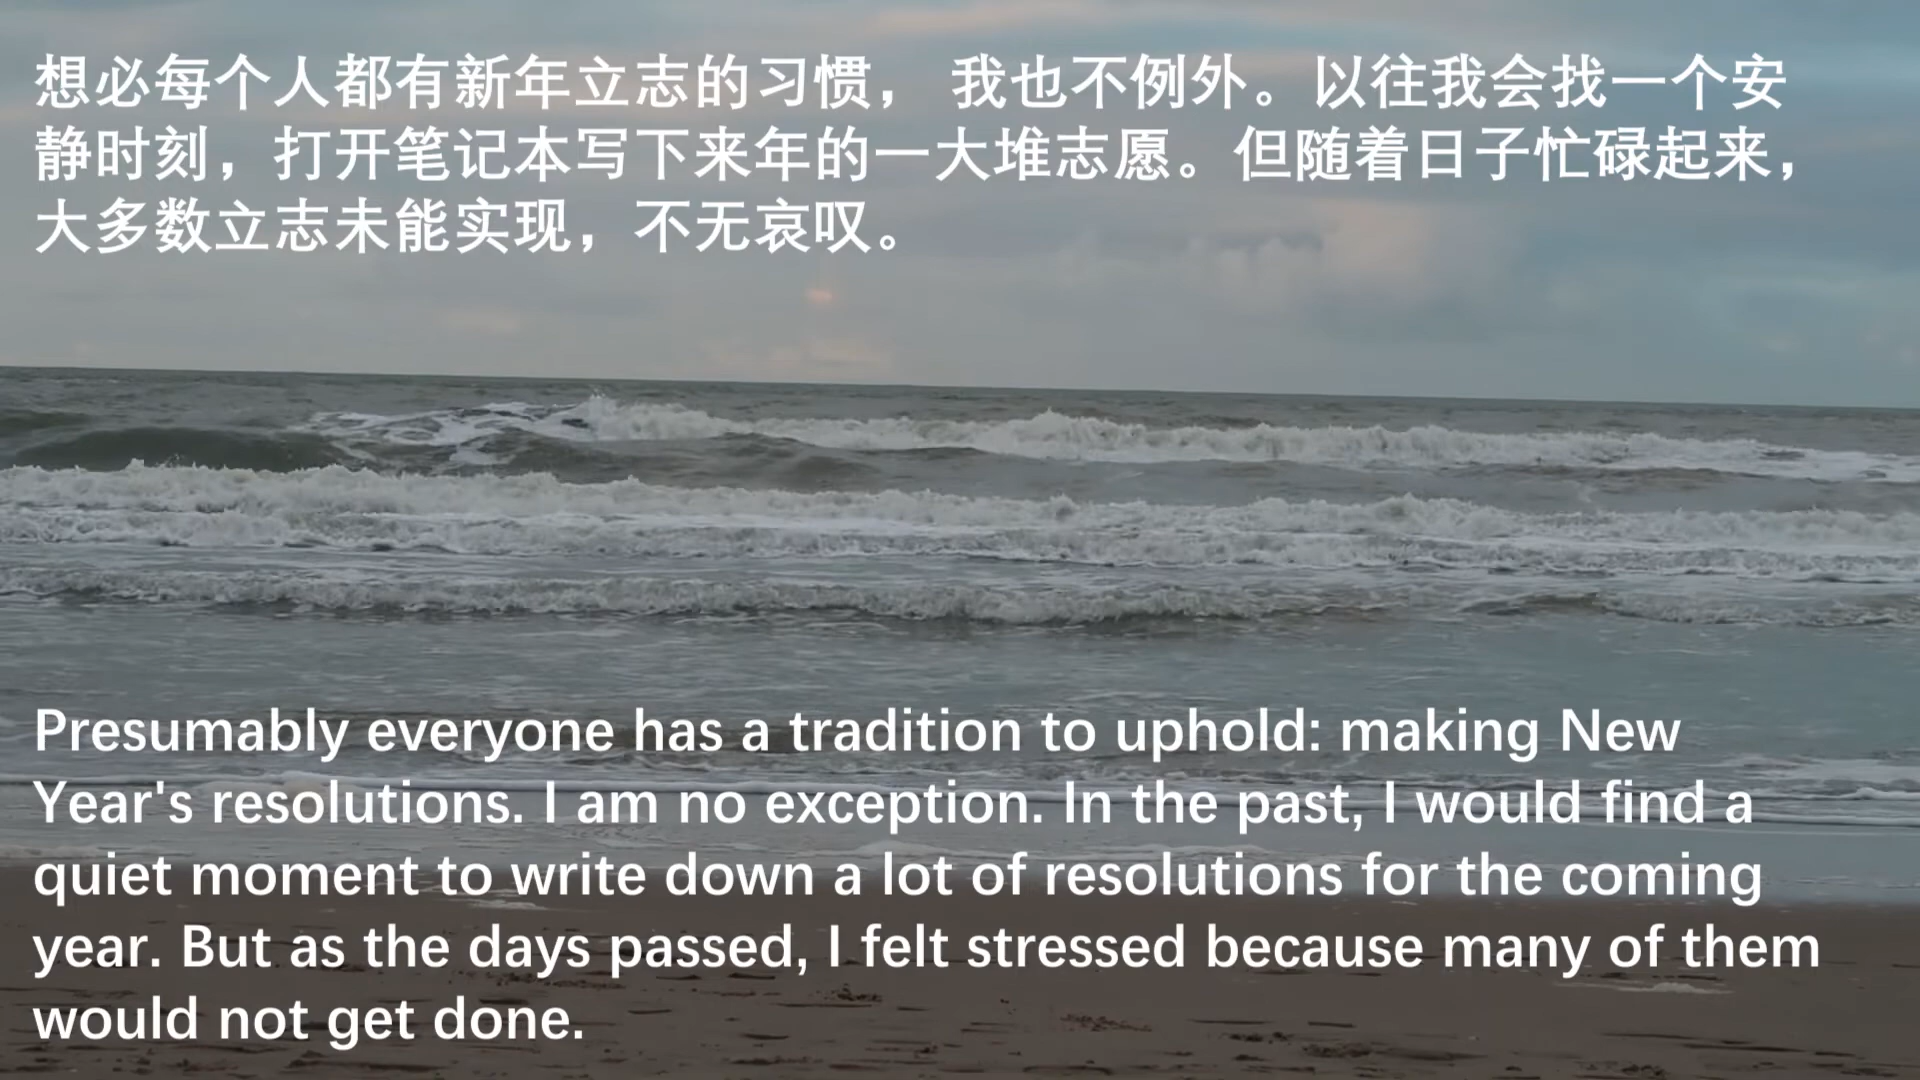 想必每个人都有新年立志的习惯， 我也不例外。以往我会找一个安
静时刻，打开笔记本写下来年的一大堆志愿。但随着日子忙碌起来，
大多数立志未能实现，不无哀叹。
Presumably everyone has a tradition to uphold: making New
Year's resolutions. I am no exception. In the past, I would find a
quiet moment to write down a lot of resolutions for the coming
year. But as the days passed, I felt stressed because many of them
would not get done.